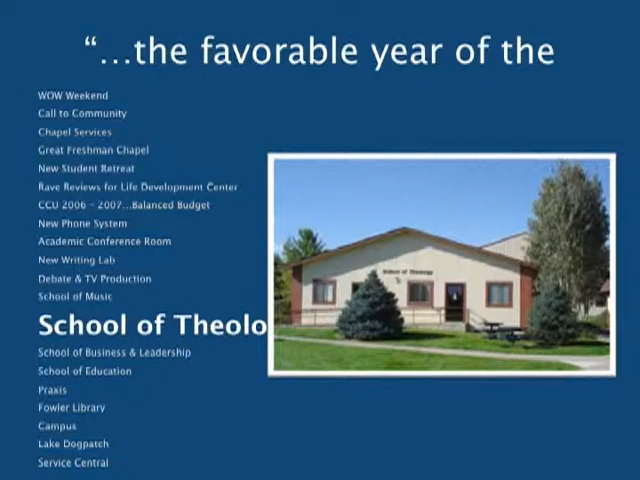 “...the favorable year of the
WOW Weekend
Call to Community
Chapel Services
Great Freshman Chapel
New Student Retreat
Rave Reviews for Life Development Center
CCU 2006 - 2007...Balanced Budget
New Phone System
Academic Conference Room
New Writing Lab
Debate & TV Production
School of Music
School of Theolo
School of Business & Leadership
School of Education
Praxis
Fowler Library
Campus
Lake Dogpatch
Service Central
School of Theology